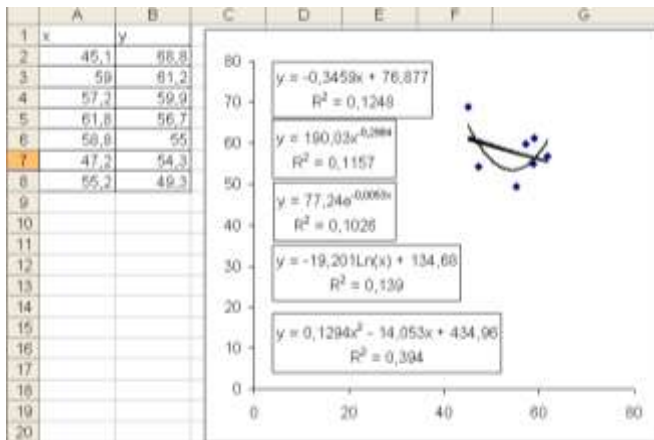 A B C D E F G
1 x y
2 45,1 68,8
3 59 61,2
4 57,2 59,9
5 61,8 56,7
6 58,8 55
7 47,2 54,3
8 55,2 49,3
9
10
11
12
13
14
15
16
17
18
19
20
80
70
60
50
40
30
20
10
0
y = -0,3459x + 76,877
R² = 0,1248
y = 190,03x
R² = 0,1157
y = 77,24e
R² = 0,1026
y = -19,201Ln(x) + 134,68
R² = 0,139
y = 0,1294x² - 14,053x + 434,96
R² = 0,394
0 20 40 60 80